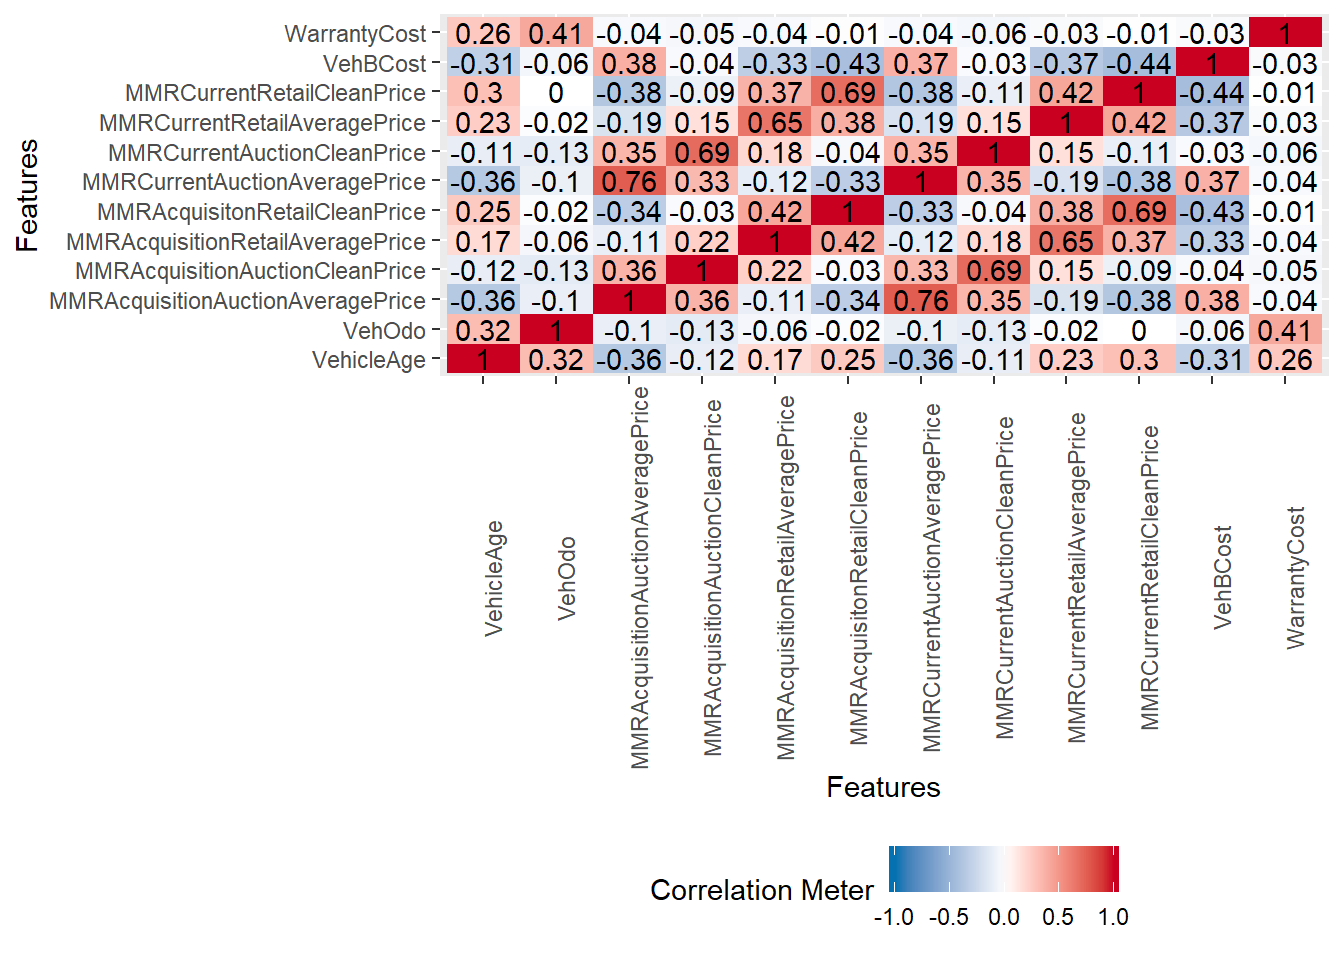 WarrantyCost 0.26 0.41 -0.04 -0.05 -0.04 -0.01 -0.04 -0.06 -0.03 -0.01 -0.03 1
VehBCost -0.31 -0.06 0.38 -0.04 -0.33 -0.43 0.37 -0.03 -0.37 -0.44 1 -0.03
MMRCurrentRetailCleanPrice 0.3 0 -0.38 -0.09 0.37 0.69 -0.38 -0.11 0.42 1 -0.44 -0.01
MMRCurrentRetailAveragePrice 0.23 -0.02 -0.19 0.15 0.65 0.38 -0.19 0.15 1 0.42 -0.37 -0.03
MMRCurrentAuctionCleanPrice -0.11 -0.13 0.35 0.69 0.18 -0.04 0.35 1 0.15 -0.11 -0.03 -0.06
MMRCurrentAuctionAveragePrice -0.36 -0.1 0.76 0.33 -0.12 -0.33 1 0.35 -0.19 -0.38 0.37 -0.04
MMRAcquisitonRetailCleanPrice 0.25 -0.02 -0.34 -0.03 0.42 1 -0.33 -0.04 0.38 0.69 -0.43 -0.01
MMRAcquisitionRetailAveragePrice 0.17 -0.06 -0.11 0.22 1 0.42 -0.12 0.18 0.65 0.37 -0.33 -0.04
MMRAcquisitionAuctionCleanPrice -0.12 -0.13 0.36 1 0.22 -0.03 0.33 0.69 0.15 -0.09 -0.04 -0.05
MMRAcquisitionAuctionAveragePrice -0.36 -0.1 1 0.36 -0.11 -0.34 0.76 0.35 -0.19 -0.38 0.38 -0.04
VehOdo 0.32 1 -0.1 -0.13 -0.06 -0.02 -0.1 -0.13 -0.02 0 -0.06 0.41
VehicleAge 1 0.32 -0.36 -0.12 0.17 0.25 -0.36 -0.11 0.23 0.3 -0.31 0.26
Features
VehicleAge
VehOdo
MMRAcquisitionAuctionAveragePrice
MMRAcquisitionAuctionCleanPrice
MMRAcquisitionRetailAveragePrice
MMRAcquisitonRetailCleanPrice
MMRCurrentAuctionAveragePrice
MMRCurrentAuctionCleanPrice
MMRCurrentRetailAveragePrice
MMRCurrentRetailCleanPrice
VehBCost
WarrantyCost
Features
Correlation Meter
-1.0 -0.5 0.0 0.5 1.0